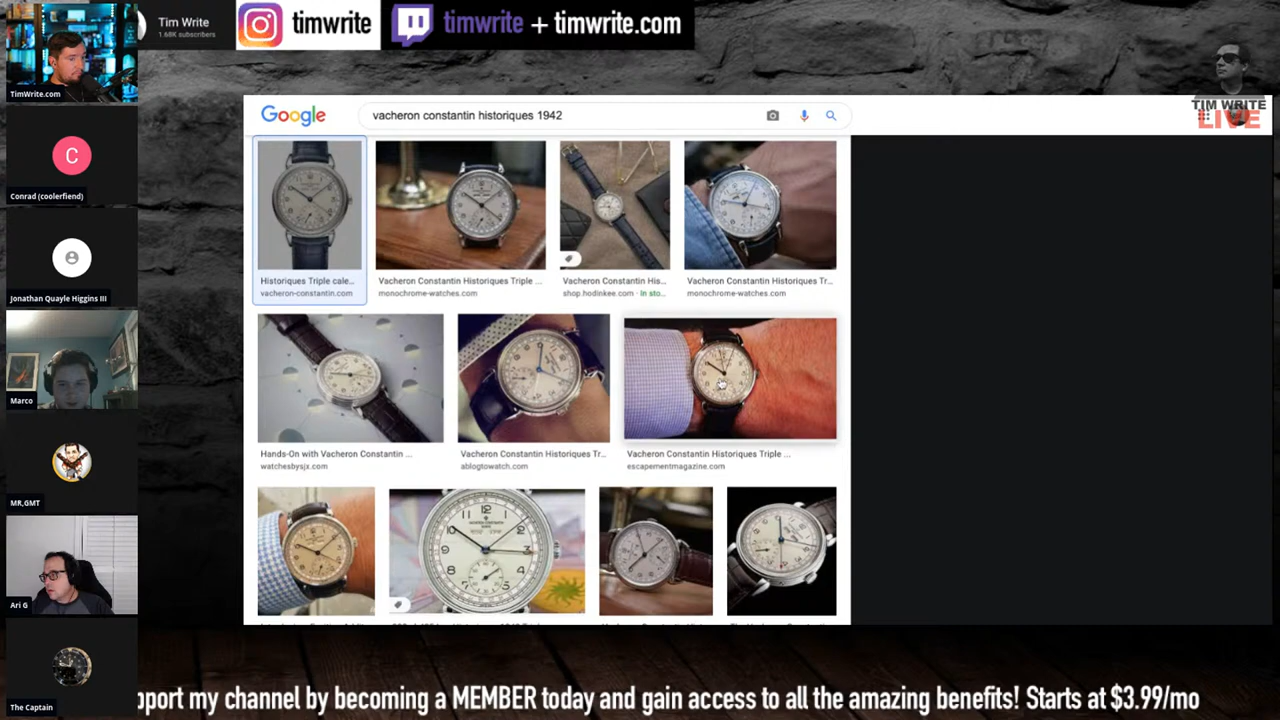 Tim Write
1.68K subscribers
timwrite
timwrite + timwrite.com
TimWrite.com
TIM WRITE
LIVE
Google
vacheron constantin historiques 1942
Conrad (coolerfiend)
C
Historiques Triple cale...
vacheron-constantin.com
Vacheron Constantin Historiques Triple ...
monochrome-watches.com
Vacheron Constantin His...
shop.hodinkee.com · In sto...
Vacheron Constantin Historiques Tr...
monochrome-watches.com
Jonathan Quayle Higgins III
Marco
Hands-On with Vacheron Constantin ...
watchesbysjx.com
Vacheron Constantin Historiques Tr...
ablogtowatch.com
Vacheron Constantin Historiques Triple ...
escapementmagazine.com
MR,GMT
Ari G
The Captain
pport my channel by becoming a MEMBER today and gain access to all the amazing benefits! Starts at $3.99/mo